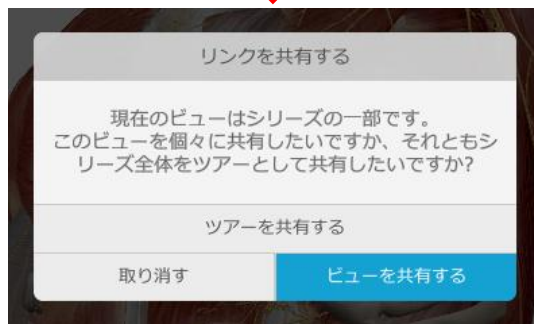 リンクを共有する
現在のビューはシリーズの一部です。
このビューを個々に共有したいですか、それともシ
リーズ全体をツアーとして共有したいですか?
ツアーを共有する
取り消す
ビューを共有する